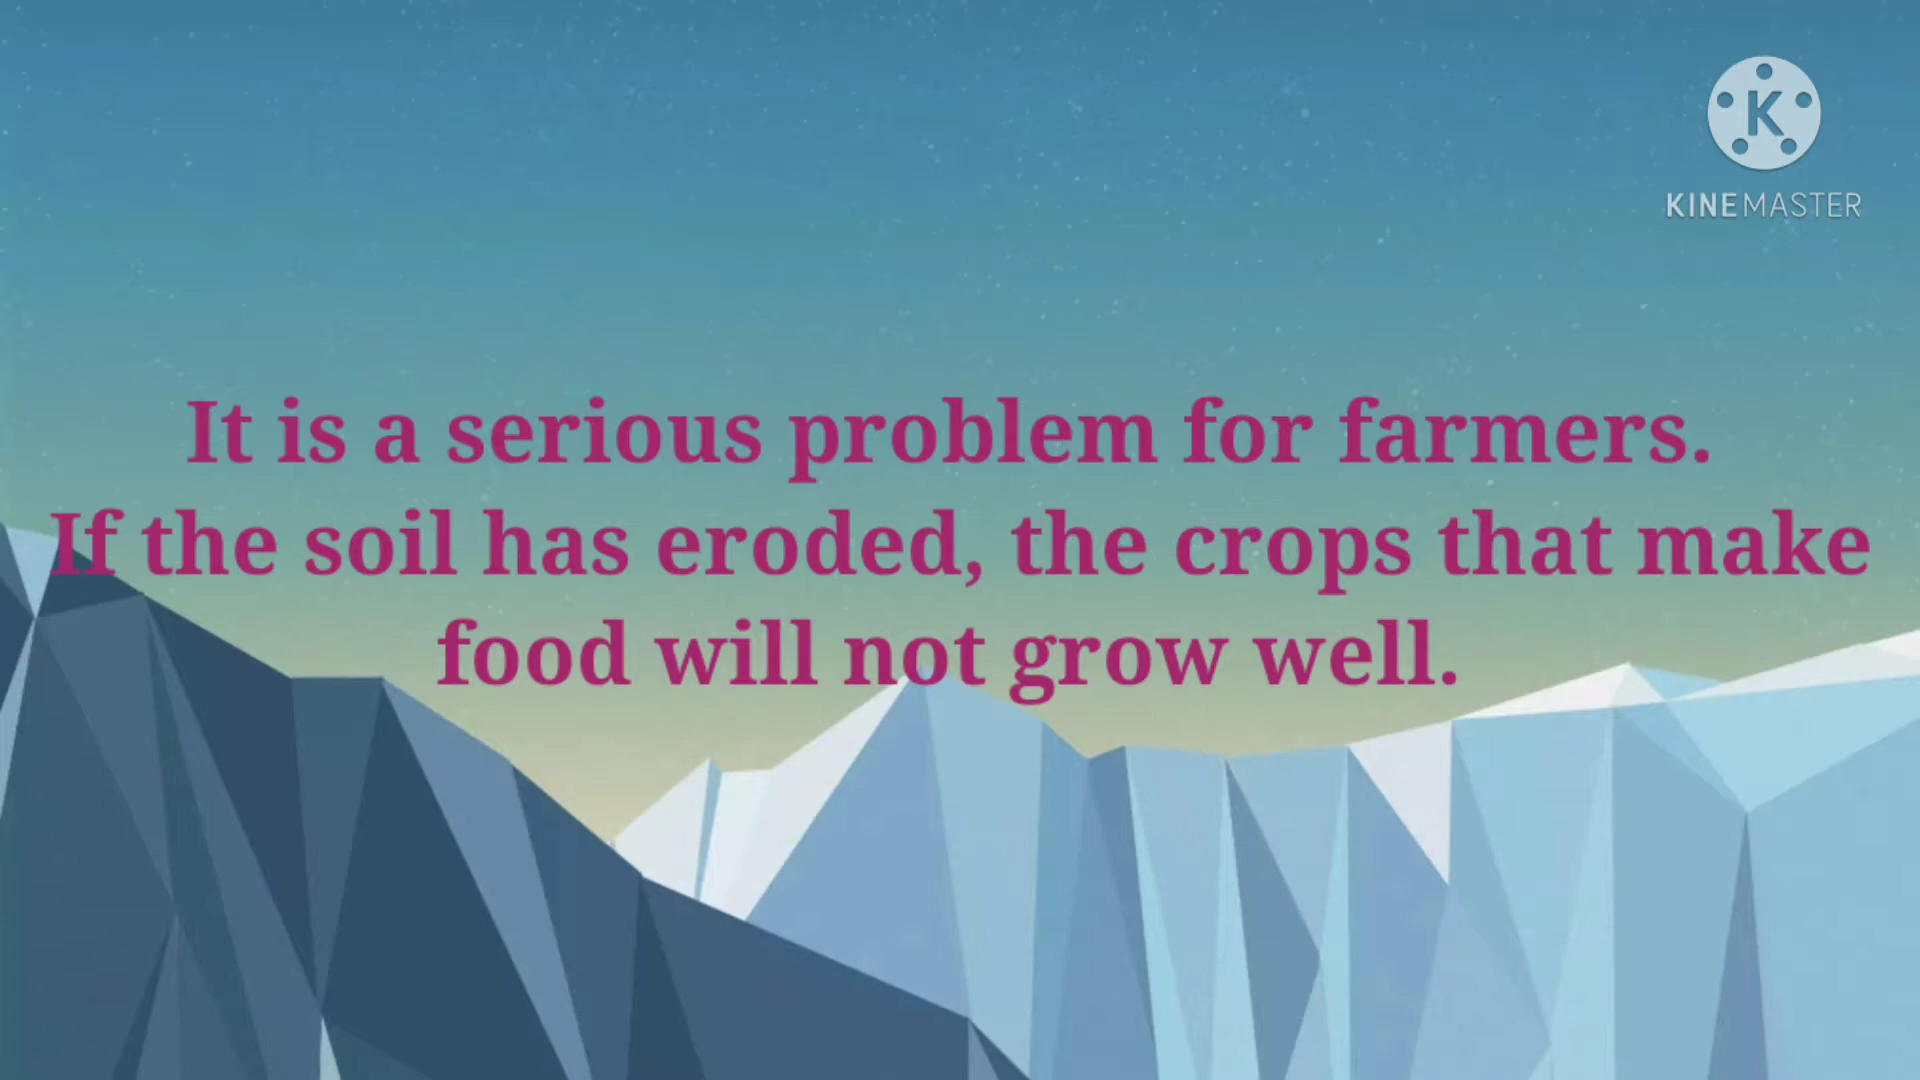 K
KINEMASTER
It is a serious problem for farmers.
If the soil has eroded, the crops that make
food will not grow well.